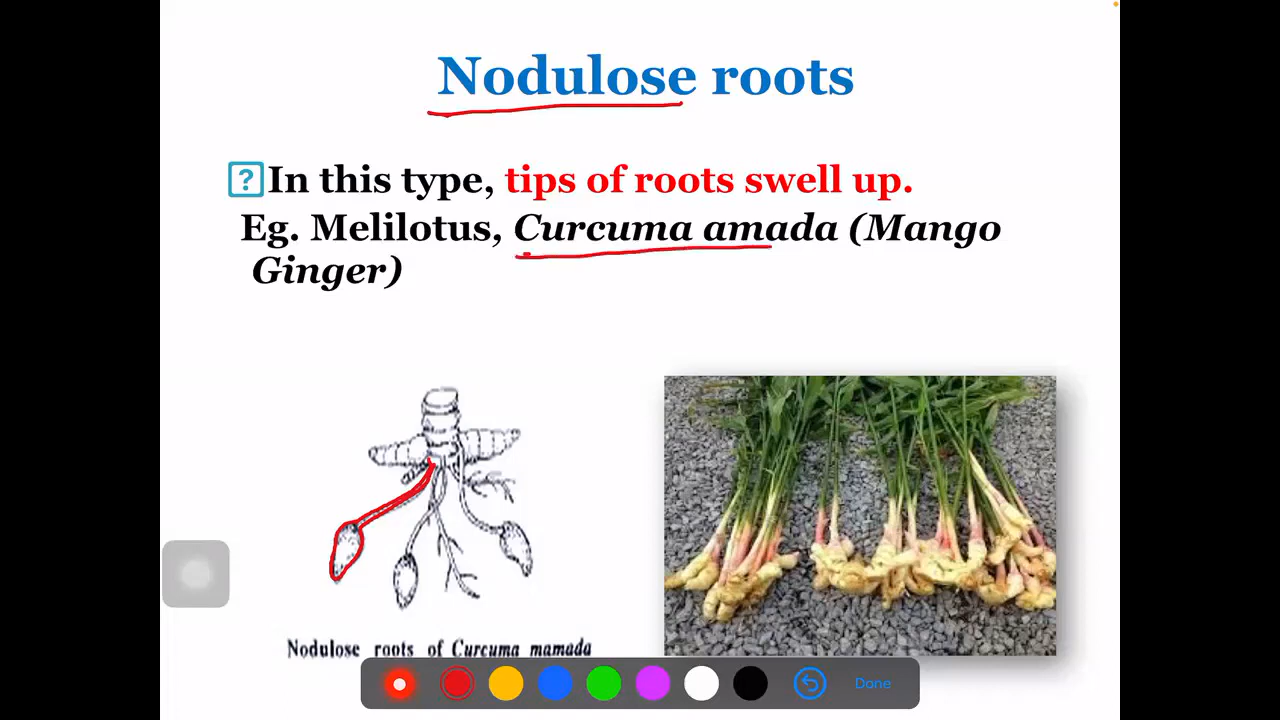 Nodulose roots
In this type, tips of roots swell up.
Eg. Melilotus, Curcuma amada (Mango
Ginger)
Nodulose roots of Curcuma mamada
Done